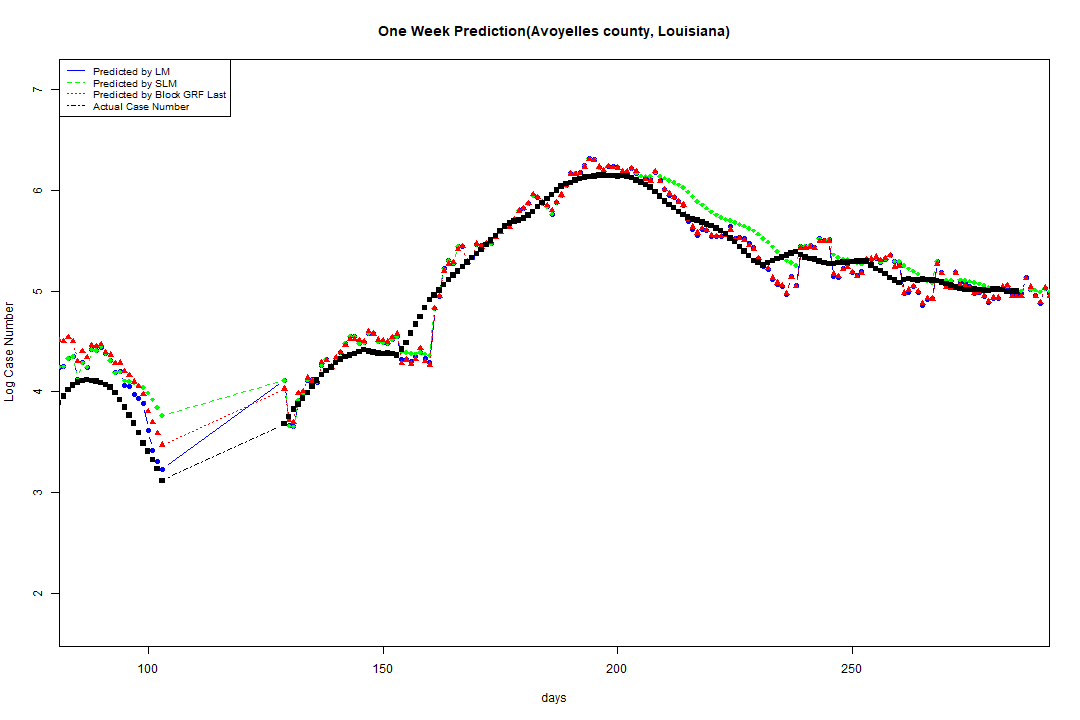 One Week Prediction(Avoyelles county, Louisiana)
Predicted by LM
Predicted by SLM
Predicted by Block GRF Last
Actual Case Number
Log Case Number
7
6
5
4
3
2
100 150 200 250
days